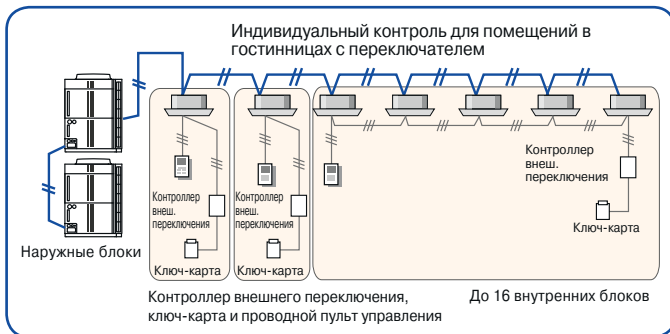 Индивидуальный контроль для помещений в
гостинницах с переключателем
Контроллер
внеш.
переключения
Ключ-карта
Контроллер
внеш.
переключения
Ключ-карта
Контроллер
внеш.
переключения
Ключ-карта
Наружные блоки
Контроллер внешнего переключения,
ключ-карта и проводной пульт управления
До 16 внутренних блоков